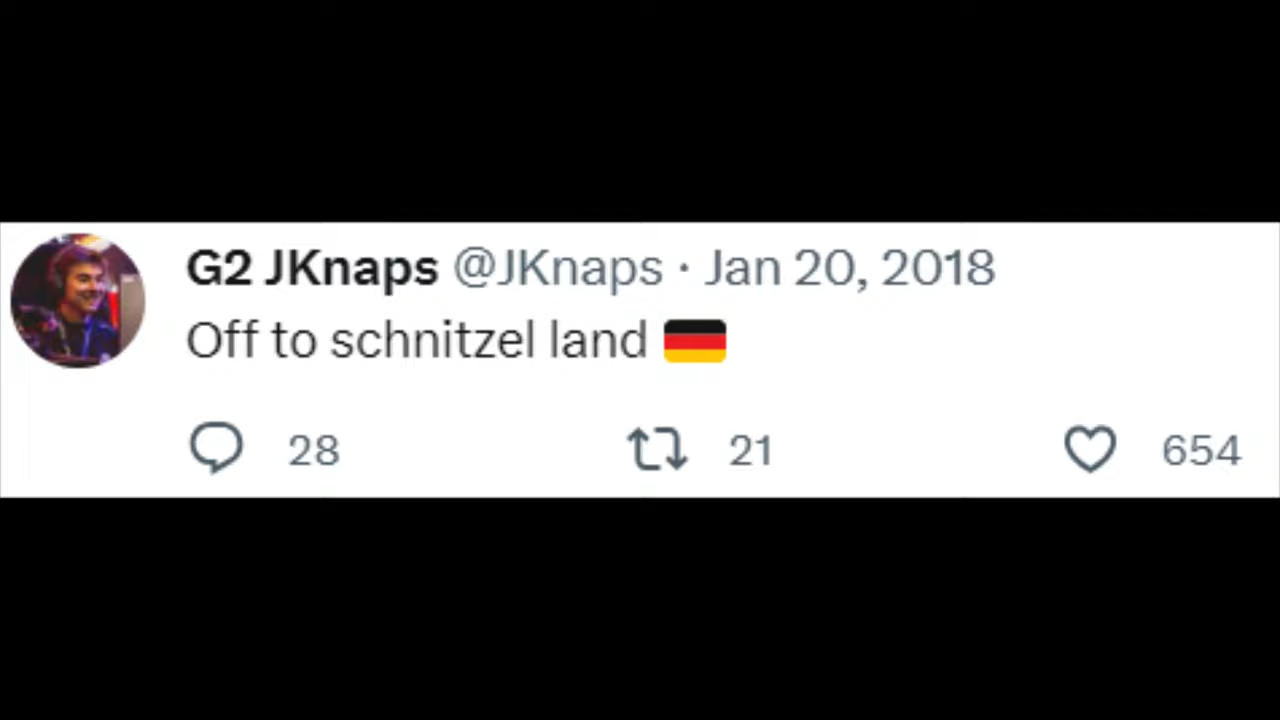 G2 JKnaps @JKnaps · Jan 20, 2018
Off to schnitzel land 🇩🇪
28 21 654